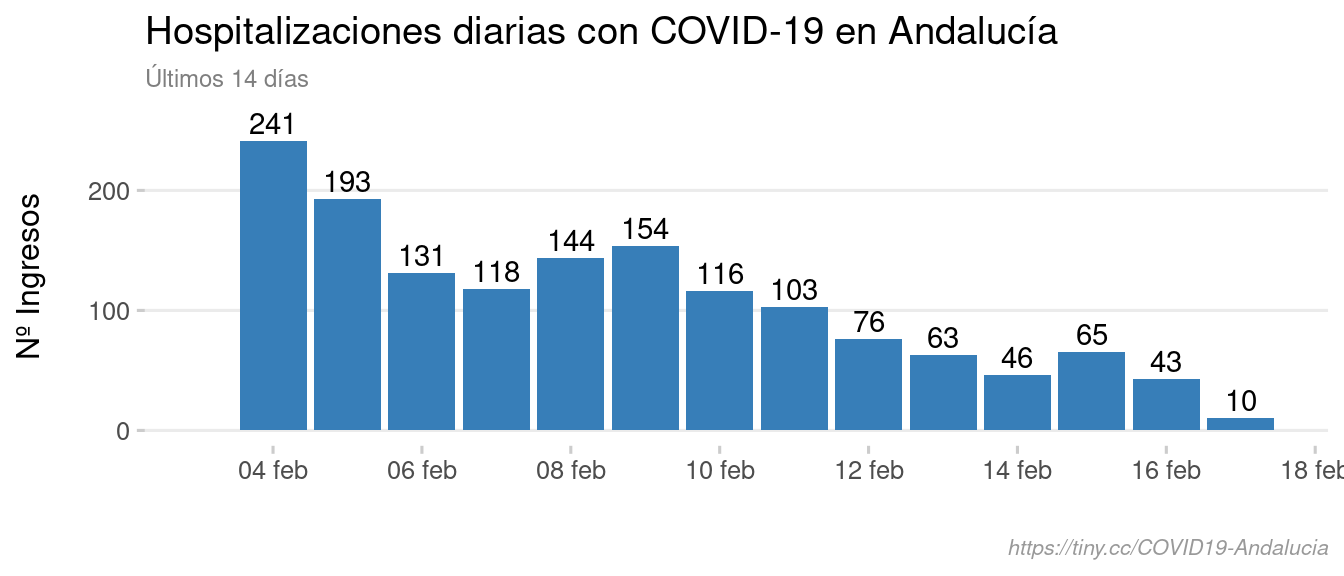 Hospitalizaciones diarias con COVID-19 en Andalucía
Últimos 14 días
241
193
131
118
144
154
116
103
76
63
46
65
43
10
Nº Ingresos
200
100
0
04 feb
06 feb
08 feb
10 feb
12 feb
14 feb
16 feb
18 feb
https://tiny.cc/COVID19-Andalucia